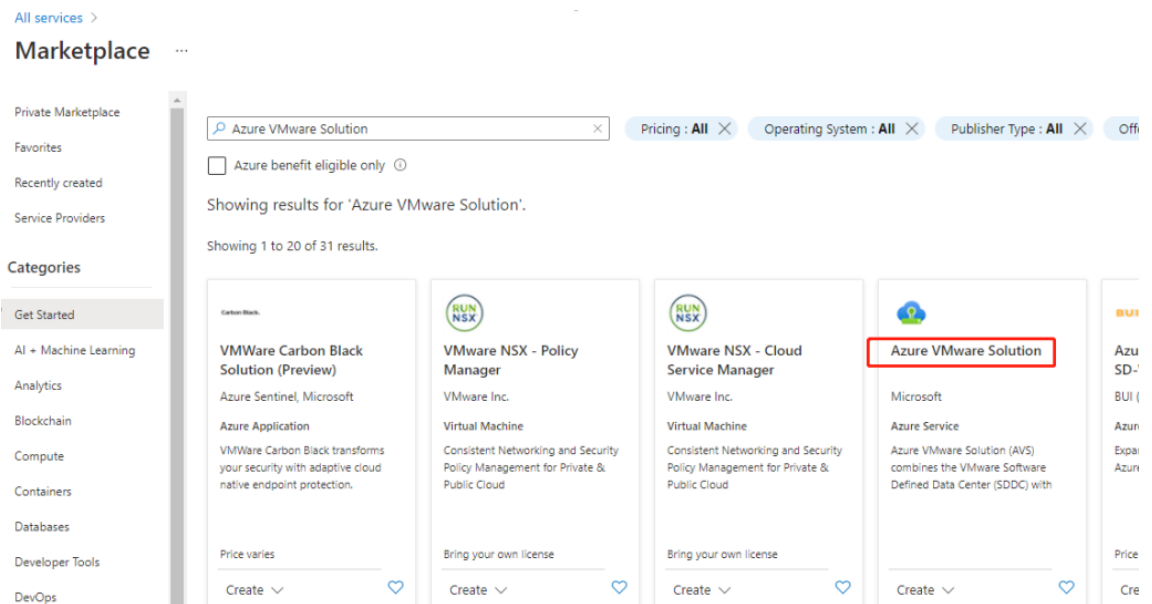 All services >
Marketplace ...
Private Marketplace
Favorites
Recently created
Service Providers
Categories
Get Started
AI + Machine Learning
Analytics
Blockchain
Compute
Containers
Databases
Developer Tools
DevOps
Azure VMware Solution
Pricing : All
Operating System : All
Publisher Type : All
Azure benefit eligible only
Showing results for 'Azure VMware Solution'.
Showing 1 to 20 of 31 results.
Carbon Black.
VMWare Carbon Black
Solution (Preview)
Azure Sentinel, Microsoft
Azure Application
VMWare Carbon Black transforms
your security with adaptive cloud
native endpoint protection.
Price varies
Create
RUN
NSX
VMware NSX - Policy
Manager
VMware Inc.
Virtual Machine
Consistent Networking and Security
Policy Management for Private &
Public Cloud
Bring your own license
Create
RUN
NSX
VMware NSX - Cloud
Service Manager
VMware Inc.
Virtual Machine
Consistent Networking and Security
Policy Management for Private &
Public Cloud
Bring your own license
Create
Azure VMware Solution
Microsoft
Azure Service
Azure VMware Solution (AVS)
combines the VMware Software
Defined Data Center (SDDC) with
Create
BUI
BUI (
Price